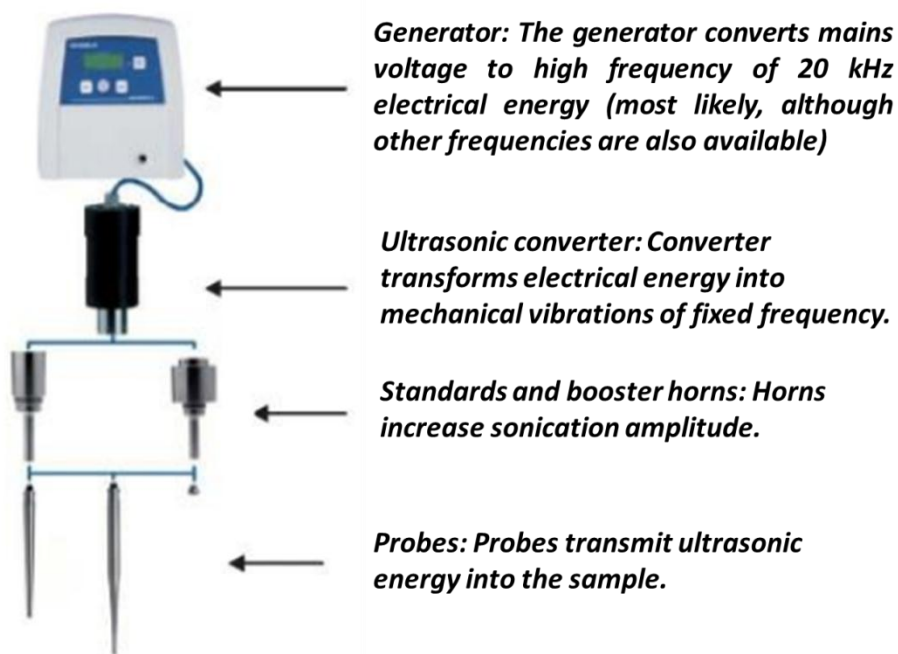 Generator: The generator converts mains
voltage to high frequency of 20 kHz
electrical energy (most likely, although
other frequencies are also available)
Ultrasonic converter: Converter
transforms electrical energy into
mechanical vibrations of fixed frequency.
Standards and booster horns: Horns
increase sonication amplitude.
Probes: Probes transmit ultrasonic
energy into the sample.